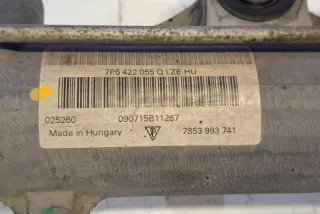 7P5 422 055 Q LZE HU
025260 090715B11287
Made in Hungary 7853 993 741